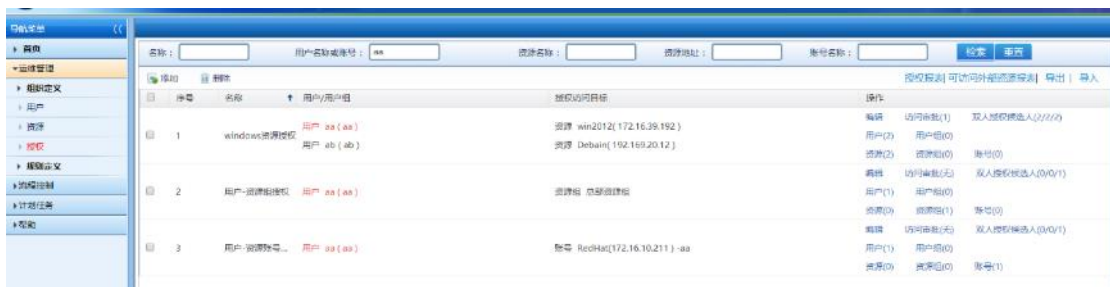 导航菜单
首页
运维管理
组织定义
用户
资源
授权
规则定义
流程控制
计划任务
帮助
名称： 用户名称或账号： aa 资源名称： 资源地址： 账号名称： 检索 重置
添加 删除 授权报表| 可访问外部资源报表| 导出 | 导入
序号 名称 用户/用户组 授权访问目标 操作
1 windows资源授权 用户 aa ( aa ) 资源 win2012( 172.16.39.192 ) 编辑 访问审批(1) 双人授权候选人(2/2/2)
用户 ab ( ab ) 资源 Debain( 192.169.20.12 ) 用户(2) 用户组(0)
资源(2) 资源组(0) 账号(0)
2 用户-资源组授权 用户 aa ( aa ) 资源组 总部资源组 编辑 访问审批(无) 双人授权候选人(0/0/1)
用户(1) 用户组(0)
资源(0) 资源组(1) 账号(0)
3 用户-资源账号... 用户 aa ( aa ) 账号 RedHat(172.16.10.211 ) -aa 编辑 访问审批(无) 双人授权候选人(0/0/1)
用户(1) 用户组(0)
资源(0) 资源组(0) 账号(1)